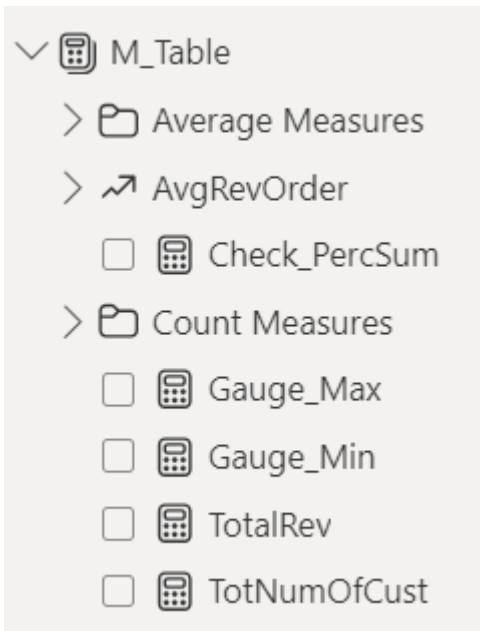 M_Table
Average Measures
AvgRevOrder
Check_PercSum
Count Measures
Gauge_Max
Gauge_Min
TotalRev
TotNumOfCust